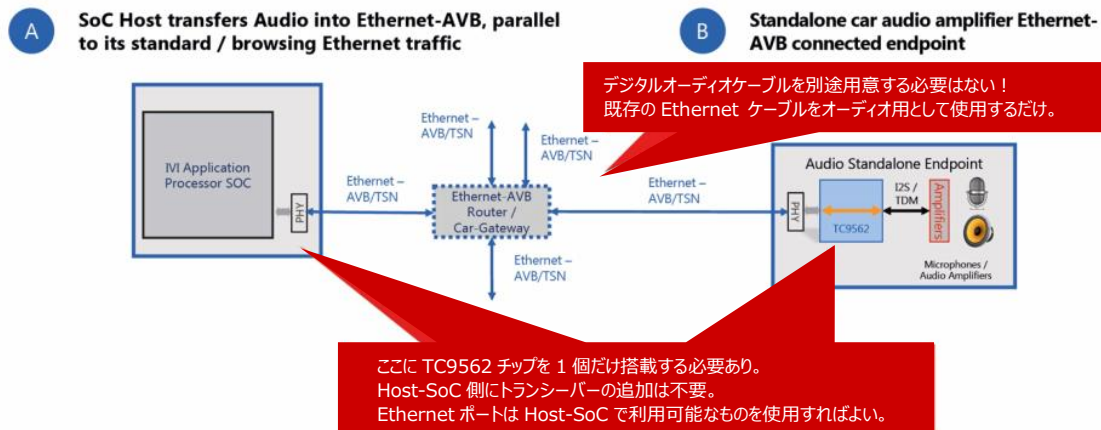 A
SoC Host transfers Audio into Ethernet-AVB, parallel
to its standard / browsing Ethernet traffic
B
Standalone car audio amplifier Ethernet-
AVB connected endpoint
デジタルオーディオケーブルを別途用意する必要はない！
既存の Ethernet ケーブルをオーディオ用として使用するだけ。
IVI Application
Processor SOC
PHY
Ethernet –
AVB/TSN
Ethernet –
AVB/TSN
Ethernet –
AVB/TSN
Ethernet-AVB
Router /
Car-Gateway
Ethernet –
AVB/TSN
Ethernet –
AVB/TSN
Audio Standalone Endpoint
PHY
TC9562
I2S /
TDM
Amplifiers
Microphones /
Audio Amplifiers
ここに TC9562 チップを 1 個だけ搭載する必要あり。
Host-SoC 側にトランシーバーの追加は不要。
Ethernet ポートは Host-SoC で利用可能なものを使用すればよい。